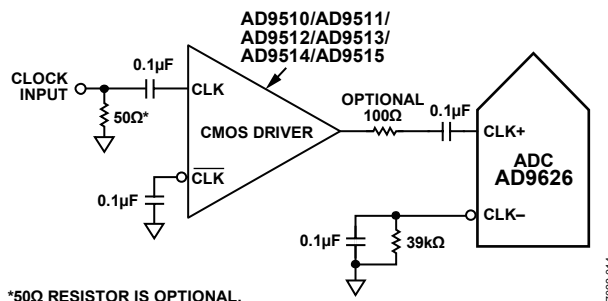 AD9510/AD9511/
AD9512/AD9513/
AD9514/AD9515
CLOCK
INPUT
0.1µF
50Ω*
CLK
CMOS DRIVER
CLK
0.1µF
OPTIONAL
100Ω
0.1µF
CLK+
ADC
AD9626
CLK–
0.1µF
39kΩ
*50Ω RESISTOR IS OPTIONAL.